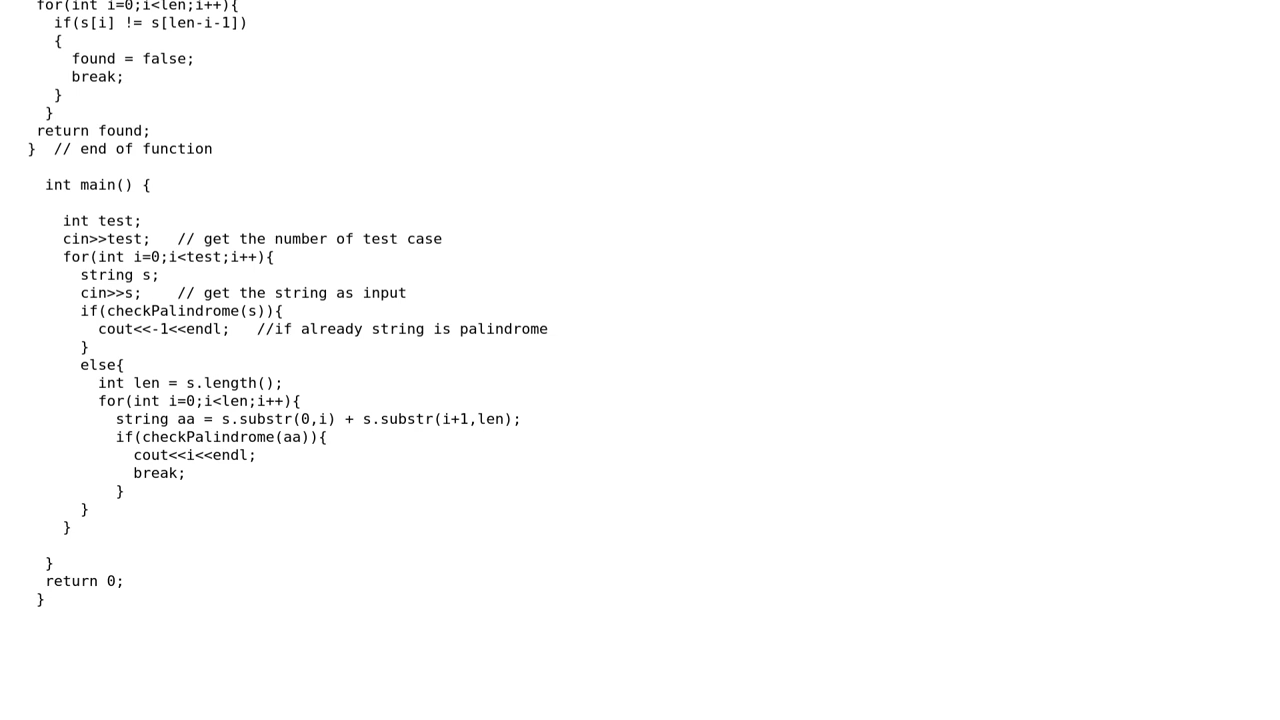 for(int i=0;i<len;i++){
if(s[i] != s[len-i-1])
{
found = false;
break;
}
}
return found;
}  // end of function
int main() {
int test;
cin>>test;   // get the number of test case
for(int i=0;i<test;i++){
string s;
cin>>s;    // get the string as input
if(checkPalindrome(s)){
cout<<-1<<endl;   //if already string is palindrome
}
else{
int len = s.length();
for(int i=0;i<len;i++){
string aa = s.substr(0,i) + s.substr(i+1,len);
if(checkPalindrome(aa)){
cout<<i<<endl;
break;
}
}
}
}
return 0;
}